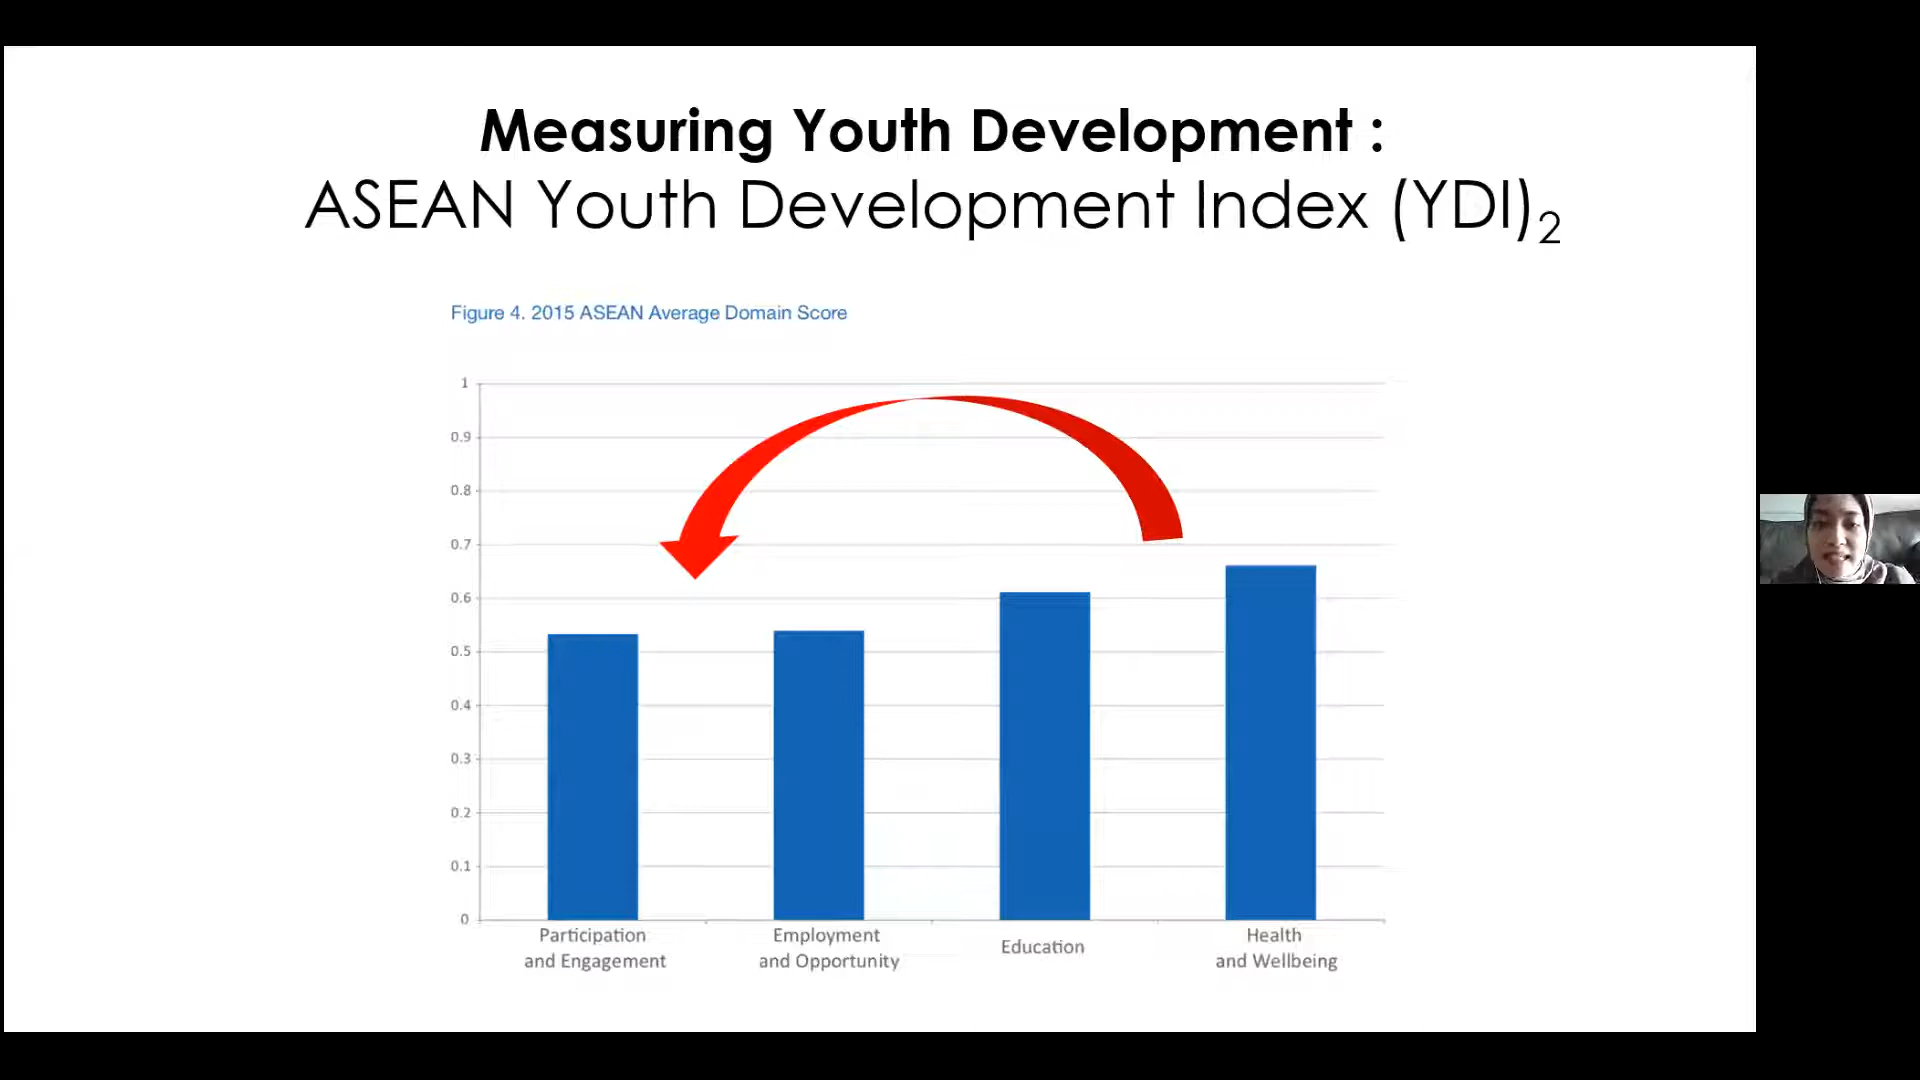 Measuring Youth Development :
ASEAN Youth Development Index (YDI)2
Figure 4. 2015 ASEAN Average Domain Score
1
0.9
0.8
0.7
0.6
0.5
0.4
0.3
0.2
0.1
0
Participation
and Engagement
Employment
and Opportunity
Education
Health
and Wellbeing